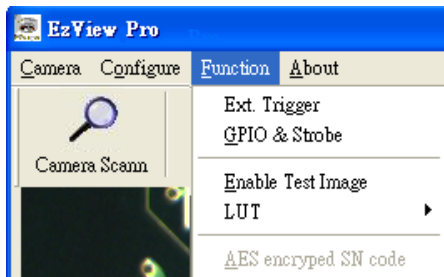 EzView Pro
Camera Configure Function About
Ext. Trigger
GPIO & Strobe
Camera Scann
Enable Test Image
LUT
AES encryped SN code